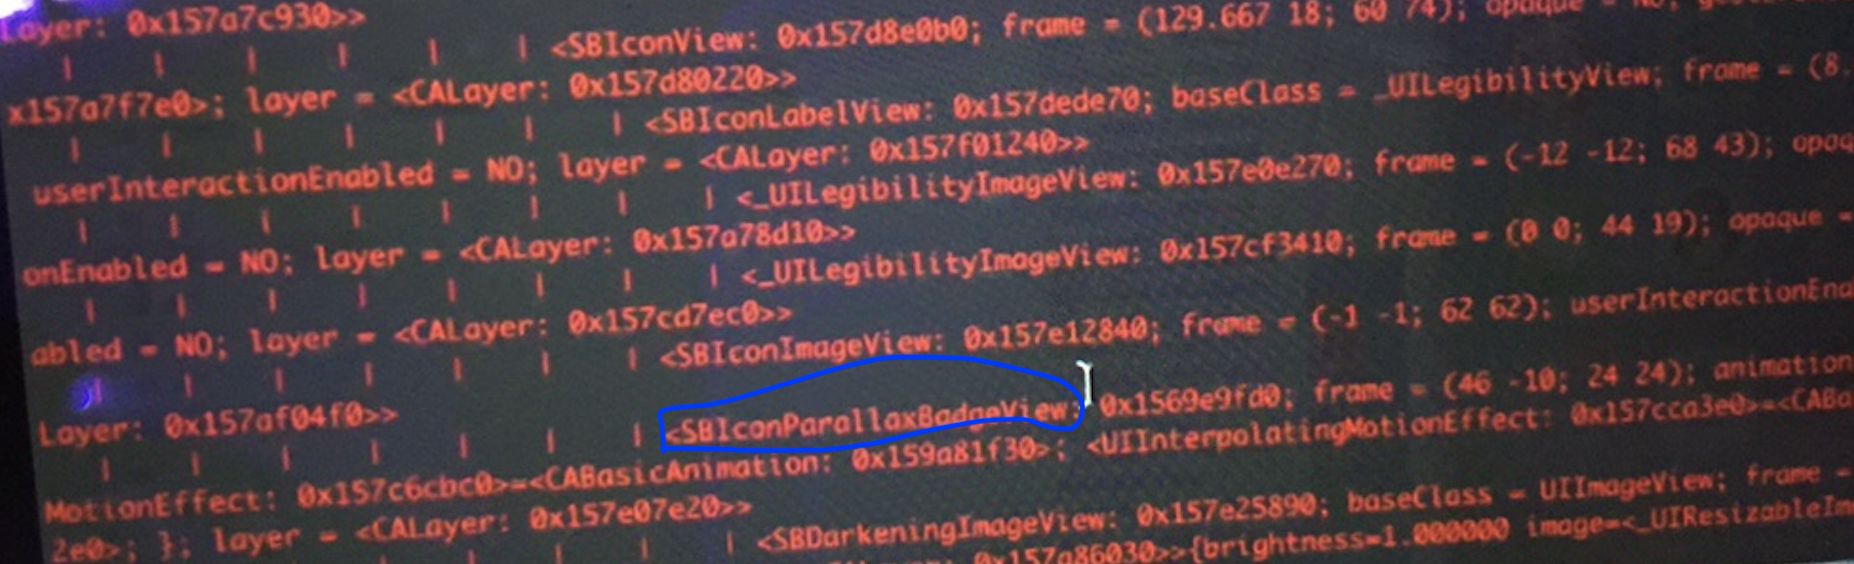 Layer: 0x157a7c930>>
| | | | | | <SBIconView: 0x157d8e0b0; frame = (129.667 18; 60 74); opaque = NO;
x157a7f7e0>; layer = <CALayer: 0x157d80220>>
| | | | | | | <SBIconLabelView: 0x157dede70; baseClass = _UILegibilityView; frame = (8.
userInteractionEnabled = NO; layer = <CALayer: 0x157f01240>>
| | | | | | | | <_UILegibilityImageView: 0x157e0e270; frame = (-12 -12; 68 43); opaq
onEnabled = NO; layer = <CALayer: 0x157a78d10>>
| | | | | | | | <_UILegibilityImageView: 0x157cf3410; frame = (0 0; 44 19); opaque =
abled = NO; layer = <CALayer: 0x157cd7ec0>>
| | | | | | | <SBIconImageView: 0x157e12840; frame = (-1 -1; 62 62); userInteractionEna
Layer: 0x157af04f0>>
| | | | | | | <SBIconParallaxBadgeView: 0x1569e9fd0; frame = (46 -10; 24 24); animation
MotionEffect: 0x157c6cbc0>=<CABasicAnimation: 0x159a81f30>; <UIInterpolatingMotionEffect: 0x157cca3e0>=<CABa
2e0>; }; layer = <CALayer: 0x157e07e20>>
| | | | | | | | <SBDarkeningImageView: 0x157e25890; baseClass = UIImageView; frame =
0x157a86030>>{brightness=1.000000 image=<_UIResizableIm